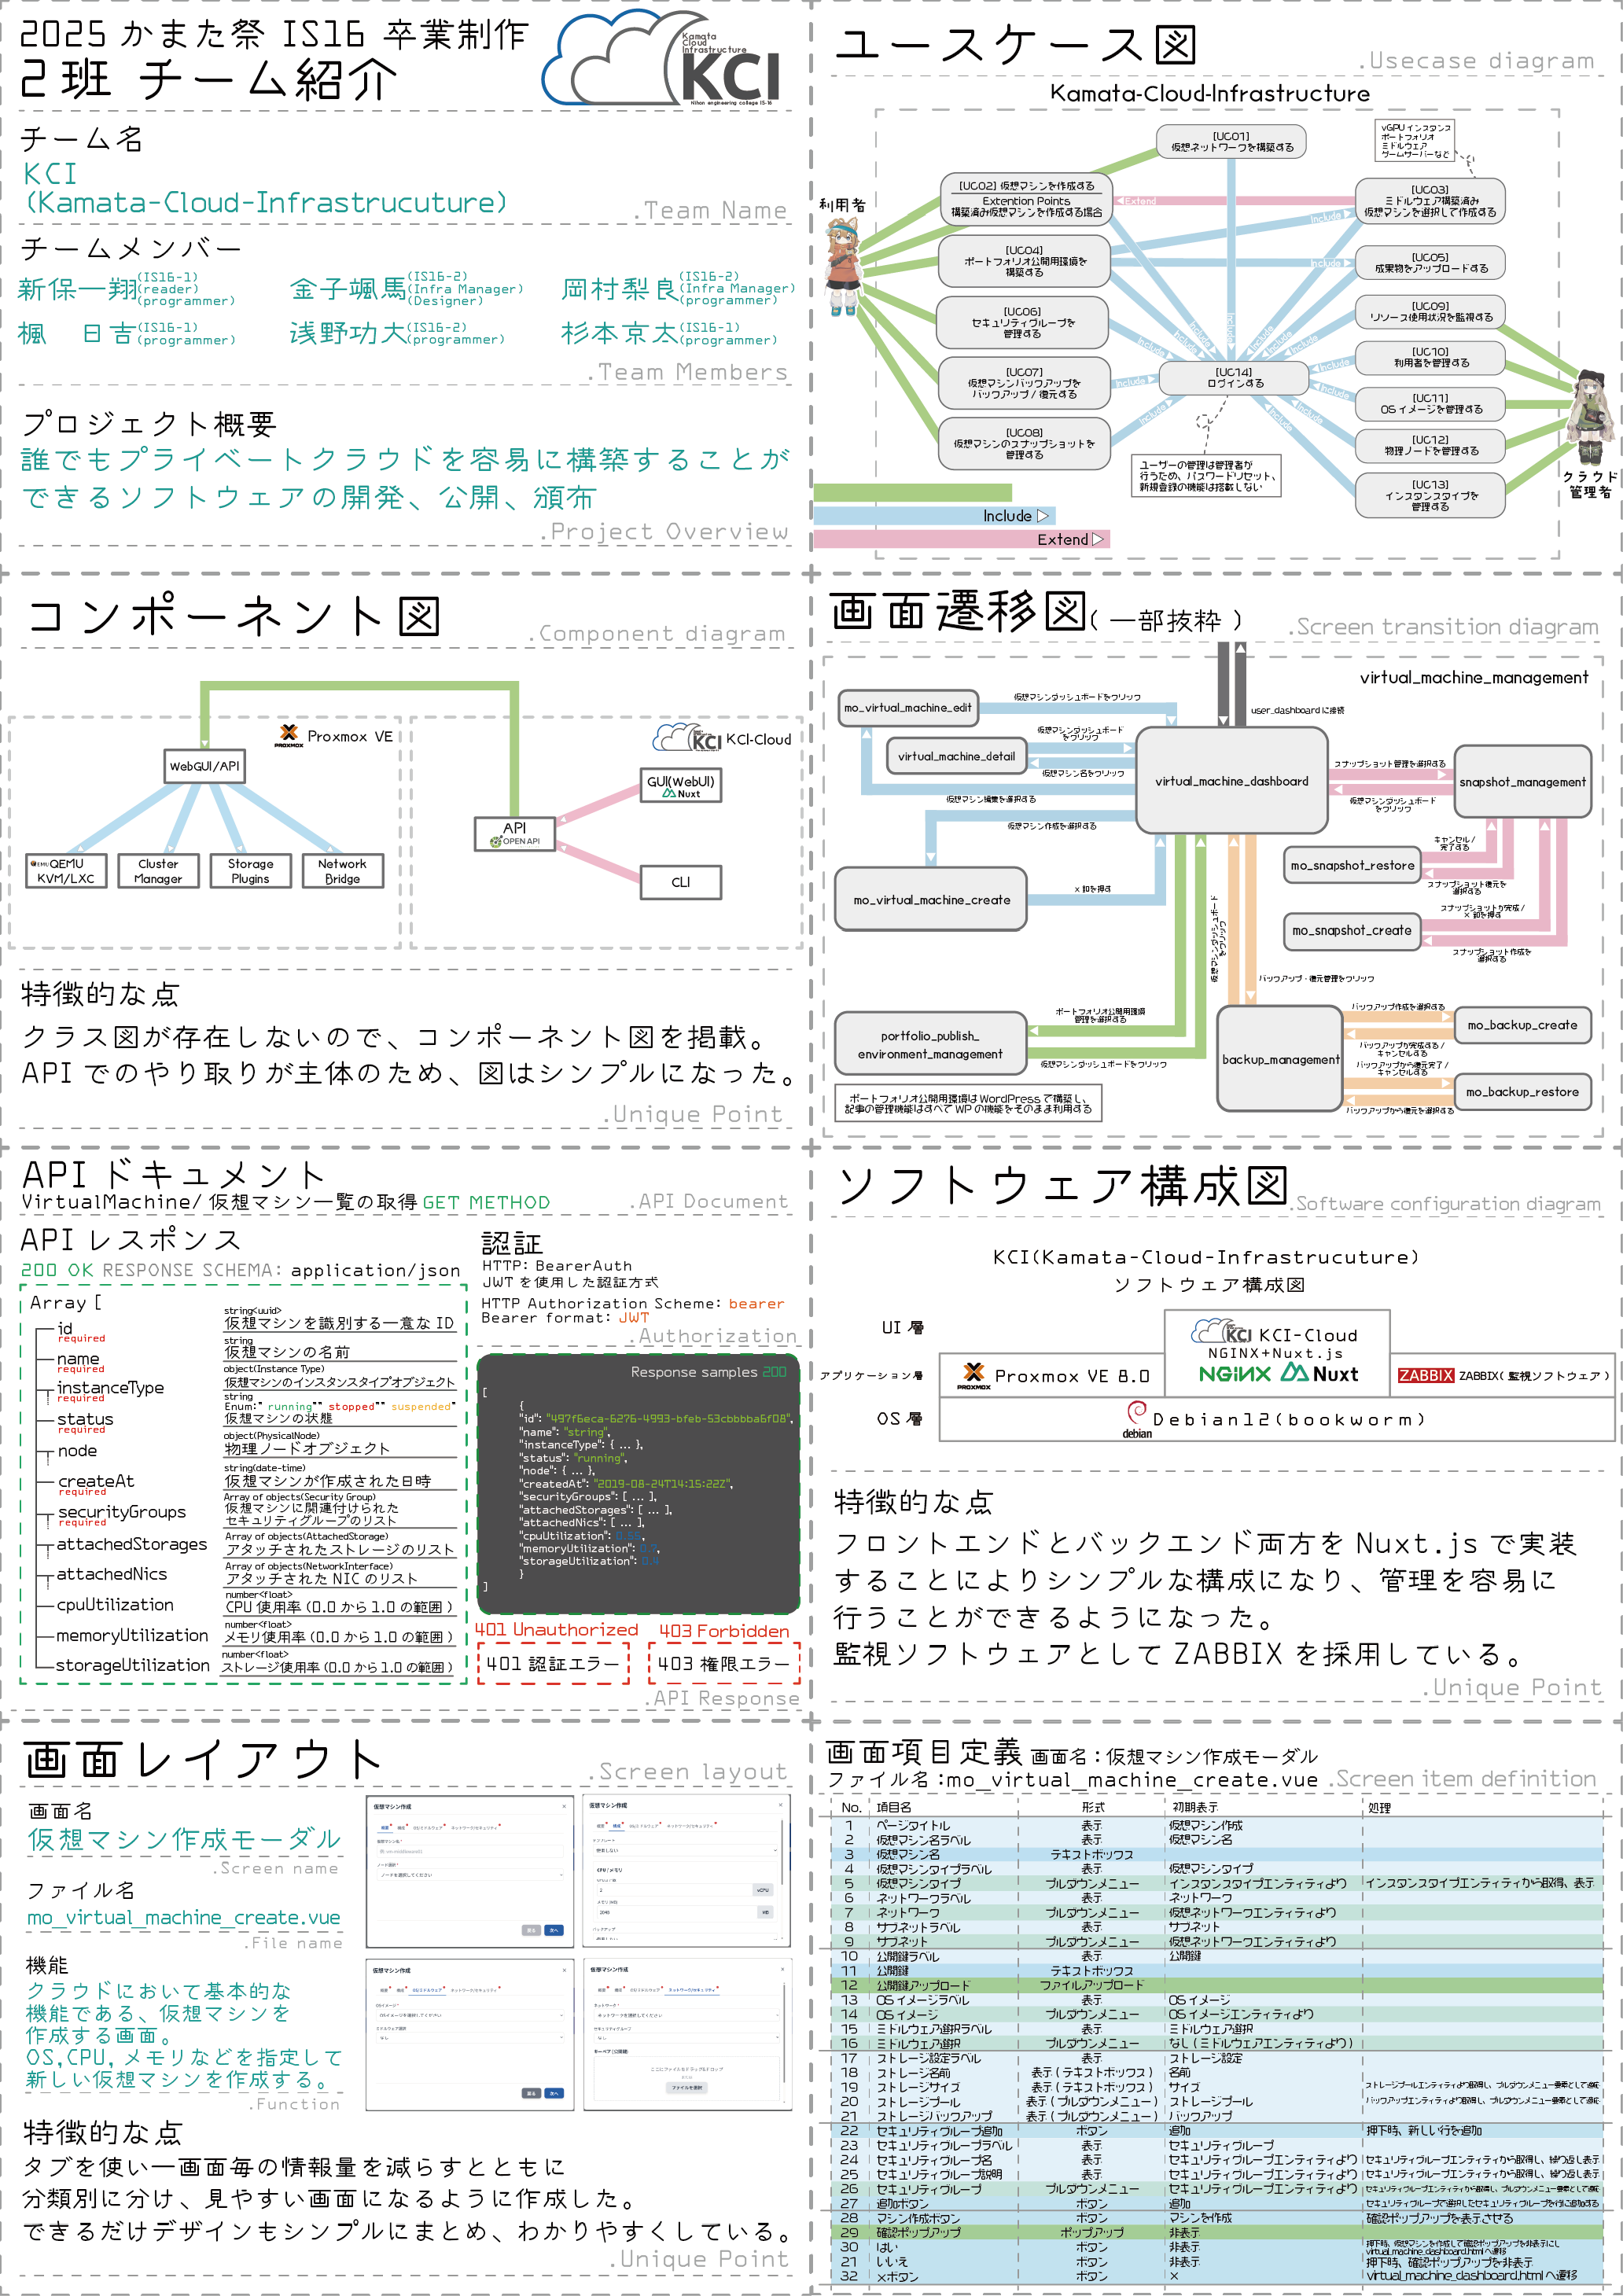 2025 かまた祭 IS16 卒業制作
2班 チーム紹介
Kamata
Cloud
Infrastructure
KCI
Nihon engineering college IS-16
チーム名
KCI
(Kamata-Cloud-Infrastrucuture)
.Team Name
チームメンバー
新保一翔(IS16-1)
(reader)
(programmer)
金子颯馬(IS16-2)
(Infra Manager)
(Designer)
岡村梨良(IS16-2)
(Infra Manager)
(programmer)
楓 日吉(IS16-1)
(programmer)
浅野功大(IS16-2)
(programmer)
杉本京太(IS16-1)
(programmer)
.Team Members
プロジェクト概要
誰でもプライベートクラウドを容易に構築することが
できるソフトウェアの開発、公開、頒布
.Project Overview
ユースケース図
.Usecase diagram
Kamata-Cloud-Infrastructure
[UC01]
仮想ネットワークを構築する
vGPU インスタンス
ポートフォリオ
ミドルウェア
ゲームサーバーなど
[UC02] 仮想マシンを作成する
Extention Points
構築済み仮想マシンを作成する場合
Extend
[UC03]
ミドルウェア構築済み
仮想マシンを選択して作成する
利用者
Include
[UC04]
ポートフォリオ公開用環境を
構築する
Include
[UC05]
成果物をアップロードする
[UC06]
セキュリティグループを
管理する
[UC09]
リソース使用状況を監視する
[UC07]
仮想マシンバックアップを
バックアップ / 復元する
Include
[UC14]
ログインする
Include
[UC10]
利用者を管理する
[UC11]
OS イメージを管理する
[UC08]
仮想マシンのスナップショットを
管理する
[UC12]
物理ノードを管理する
[UC13]
インスタンスタイプを
管理する
クラウド
管理者
ユーザーの管理は管理者が
行うため、パスワードリセット、
新規登録の機能は搭載しない
Include
Extend
コンポーネント図
.Component diagram
PROXMOX
Proxmox VE
WebGUI/API
QEMU
KVM/LXC
Cluster
Manager
Storage
Plugins
Network
Bridge
KCI KCI-Cloud
GUI(WebUI)
Nuxt
API
OPENAPI
CLI
特徴的な点
クラス図が存在しないので、コンポーネント図を掲載。
API でのやり取りが主体のため、図はシンプルになった。
.Unique Point
画面遷移図( 一部抜粋 )
.Screen transition diagram
virtual_machine_management
user_dashboard に接続
mo_virtual_machine_edit
仮想マシンダッシュボードをクリック
virtual_machine_detail
仮想マシンダッシュボード
をクリック
仮想マシン名をクリック
仮想マシン編集を選択する
virtual_machine_dashboard
スナップショット管理を選択する
仮想マシンダッシュボード
をクリック
snapshot_management
仮想マシン作成を選択する
mo_virtual_machine_create
× 印を押す
キャンセル /
完了する
mo_snapshot_restore
スナップショット復元を
選択する
スナップショットが完成 /
× 印を押す
mo_snapshot_create
スナップショット作成を
選択する
仮想マシンダッシュボード
をクリック
バックアップ・復元管理をクリック
ポートフォリオ公開用環境
管理を選択する
portfolio_publish_
environment_management
仮想マシンダッシュボードをクリック
backup_management
バックアップ作成を選択する
mo_backup_create
バックアップが完成する /
キャンセルする
バックアップから復元完了 /
キャンセルする
mo_backup_restore
バックアップから復元を選択する
ポートフォリオ公開用環境は WordPress で構築し、
記事の管理機能はすべて WP の機能をそのまま利用する
API ドキュメント
VirtualMachine/ 仮想マシン一覧の取得 GET METHOD
.API Document
API レスポンス
200 OK RESPONSE SCHEMA: application/json
Array [
id
required
string<uuid>
仮想マシンを識別する一意な ID
name
required
string
仮想マシンの名前
instanceType
required
object(Instance Type)
仮想マシンのインスタンスタイプオブジェクト
status
required
string
Enum:" running"" stopped"" suspended"
仮想マシンの状態
node
object(PhysicalNode)
物理ノードオブジェクト
createAt
required
string(date-time)
仮想マシンが作成された日時
securityGroups
required
Array of objects(Security Group)
仮想マシンに関連付けられた
セキュリティグループのリスト
attachedStorages
Array of objects(AttachedStorage)
アタッチされたストレージのリスト
attachedNics
Array of objects(NetworkInterface)
アタッチされた NIC のリスト
cpuUtilization
number<float>
CPU 使用率 (0.0 から 1.0 の範囲 )
memoryUtilization
number<float>
メモリ使用率 (0.0 から 1.0 の範囲 )
storageUtilization
number<float>
ストレージ使用率 (0.0 から 1.0 の範囲 )
認証
HTTP: BearerAuth
JWT を使用した認証方式
HTTP Authorization Scheme: bearer
Bearer format: JWT
.Authorization
Response samples 200
[
{
"id": "497f6eca-6276-4993-bfeb-53cbbbba6f08",
"name": "string",
"instanceType": { ... },
"status": "running",
"node": { ... },
"createdAt": "2019-08-24T14:15:22Z",
"securityGroups": [ ... ],
"attachedStorages": [ ... ],
"attachedNics": [ ... ],
"cpuUtilization":
"memoryUtilization":
"storageUtilization": 0.4
}
]
401 Unauthorized
401 認証エラー
403 Forbidden
403 権限エラー
.API Response
ソフトウェア構成図
.Software configuration diagram
KCI(Kamata-Cloud-Infrastrucuture)
ソフトウェア構成図
UI 層
KCI KCI-Cloud
NGINX+Nuxt.js
アプリケーション層
PROXMOX
Proxmox VE 8.0
NGINX Nuxt
ZABBIX ZABBIX( 監視ソフトウェア )
OS 層
debian
Debian12(bookworm)
特徴的な点
フロントエンドとバックエンド両方を Nuxt.js で実装
することによりシンプルな構成になり、管理を容易に
行うことができるようになった。
監視ソフトウェアとして ZABBIX を採用している。
.Unique Point
画面レイアウト
.Screen layout
画面名
仮想マシン作成モーダル
.Screen name
ファイル名
mo_virtual_machine_create.vue
.File name
機能
クラウドにおいて基本的な
機能である、仮想マシンを
作成する画面。
OS,CPU, メモリなどを指定して
新しい仮想マシンを作成する。
.Function
仮想マシン作成
仮想マシン作成
CPU / メモリ
仮想マシン作成
仮想マシン作成
ファイルを選択
特徴的な点
タブを使い一画面毎の情報量を減らすとともに
分類別に分け、見やすい画面になるように作成した。
できるだけデザインもシンプルにまとめ、わかりやすくしている。
.Unique Point
画面項目定義 画面名：仮想マシン作成モーダル
ファイル名：mo_virtual_machine_create.vue
.Screen item definition
No. 項目名 形式 初期表示 処理
1 ページタイトル 表示 仮想マシン作成
2 仮想マシン名ラベル 表示 仮想マシン名
3 仮想マシン名 テキストボックス
4 仮想マシンタイプラベル 表示 仮想マシンタイプ
5 仮想マシンタイプ プルダウンメニュー インスタンスタイプエンティティより インスタンスタイプエンティティから取得、表示
6 ネットワークラベル 表示 ネットワーク
7 ネットワーク プルダウンメニュー 仮想ネットワークエンティティより
8 サブネットラベル 表示 サブネット
9 サブネット プルダウンメニュー 仮想ネットワークエンティティより
10 公開鍵ラベル 表示 公開鍵
11 公開鍵 テキストボックス
12 公開鍵アップロード ファイルアップロード
13 OS イメージラベル 表示 OS イメージ
14 OS イメージ プルダウンメニュー OS イメージエンティティより
15 ミドルウェア選択ラベル 表示 ミドルウェア選択
16 ミドルウェア選択 プルダウンメニュー なし ( ミドルウェアエンティティより )
17 ストレージ設定ラベル 表示 ストレージ設定
18 ストレージ名前 表示 ( テキストボックス ) 名前
19 ストレージサイズ 表示 ( テキストボックス ) サイズ ストレージプールエンティティより取得し、プルダウンメニュー要素として追加
20 ストレージプール 表示 ( プルダウンメニュー ) ストレージプール バックアップエンティティより取得し、プルダウンメニュー要素として追加
21 ストレージバックアップ 表示 ( プルダウンメニュー ) バックアップ
22 セキュリティグループ追加 ボタン 追加 押下時、新しい行を追加
23 セキュリティグループラベル 表示 セキュリティグループ
24 セキュリティグループ名 表示 セキュリティグループエンティティより セキュリティグループエンティティから取得し、繰り返し表示
25 セキュリティグループ説明 表示 セキュリティグループエンティティより セキュリティグループエンティティから取得し、繰り返し表示
26 セキュリティグループ プルダウンメニュー セキュリティグループエンティティより セキュリティグループエンティティから取得し、プルダウンメニュー要素として追加
27 追加ボタン ボタン 追加 セキュリティグループで選択したセキュリティグループを行に追加する
28 マシン作成ボタン ボタン マシンを作成 確認ポップアップを表示させる
29 確認ポップアップ ポップアップ 非表示
30 はい ボタン 非表示 押下時、仮想マシンを作成して確認ポップアップを非表示にし
virtual_machine_dashboard.html へ遷移
21 いいえ ボタン 非表示 押下時、確認ポップアップを非表示
32 ×ボタン ボタン × virtual_machine_dashboard.html へ遷移